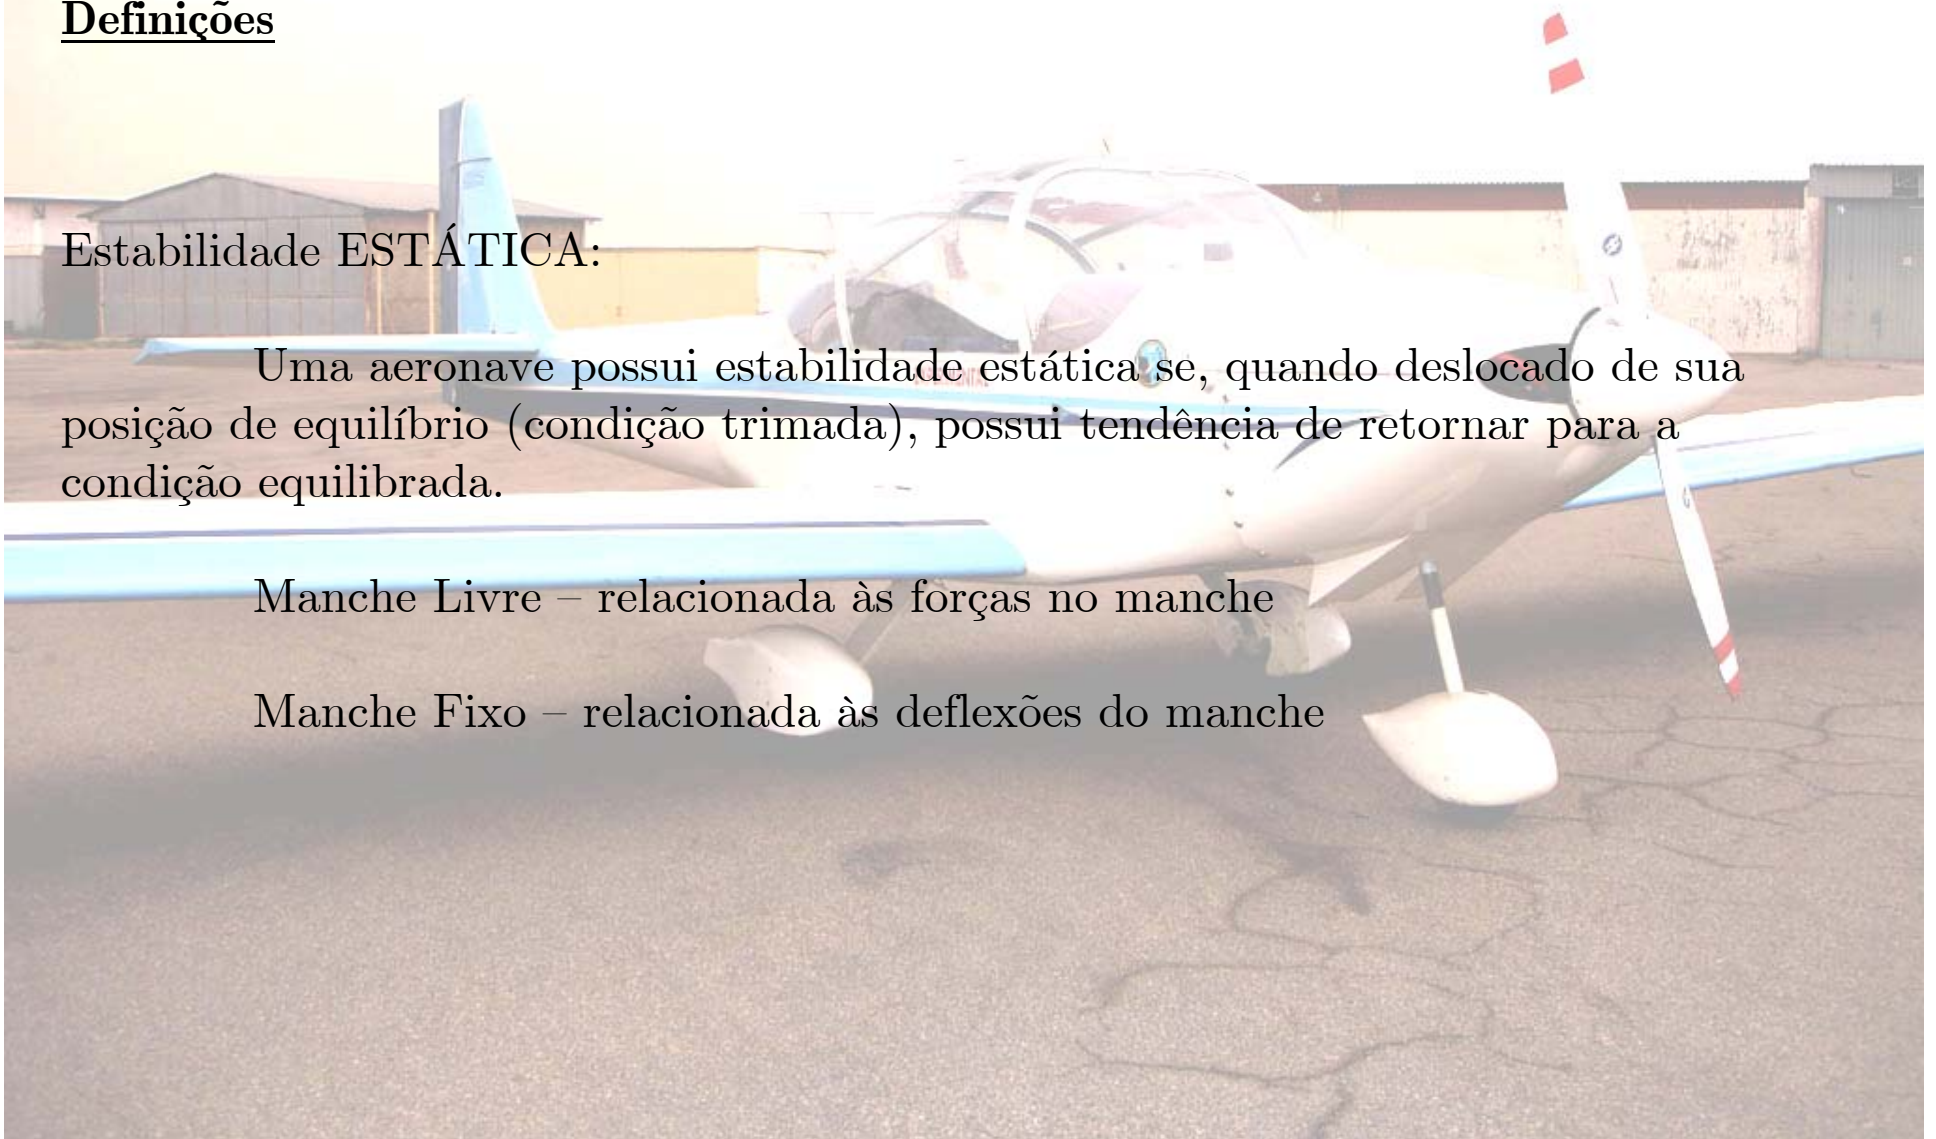 Definições
Estabilidade ESTÁTICA:
Uma aeronave possui estabilidade estática se, quando deslocado de sua
posição de equilíbrio (condição trimada), possui tendência de retornar para a
condição equilibrada.
Manche Livre – relacionada às forças no manche
Manche Fixo – relacionada às deflexões do manche